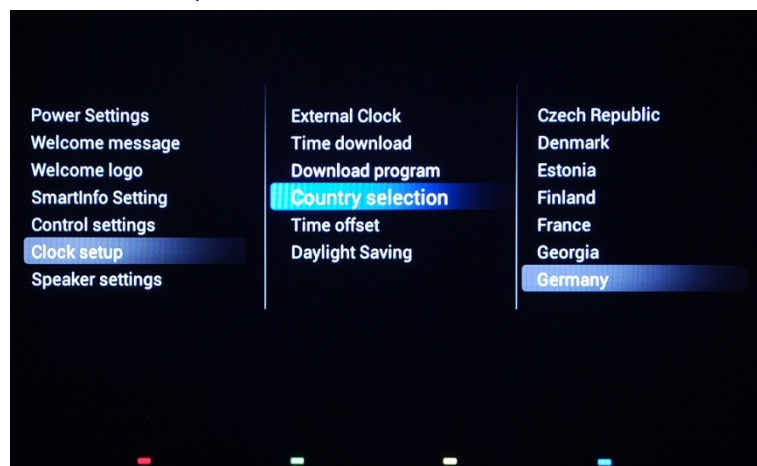 Power Settings
Welcome message
Welcome logo
SmartInfo Setting
Control settings
Clock setup
Speaker settings
External Clock
Time download
Download program
Country selection
Time offset
Daylight Saving
Czech Republic
Denmark
Estonia
Finland
France
Georgia
Germany